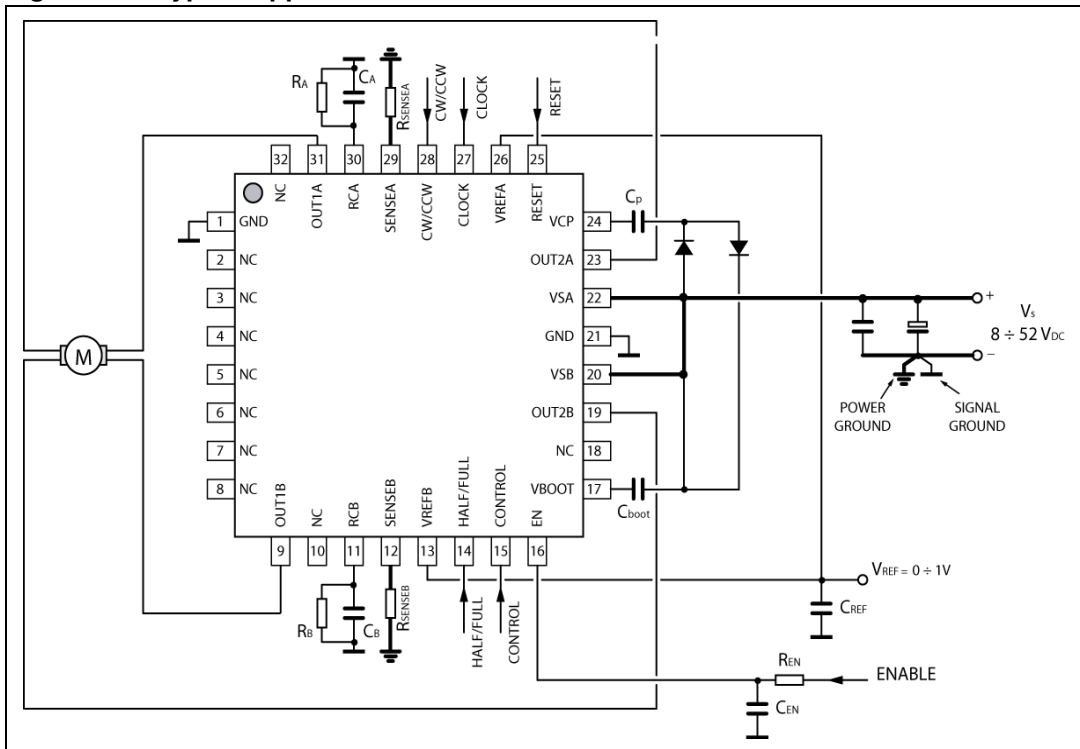 RA
CA
RSENSEA
CW/CCW
CLOCK
RESET
32
31
30
29
28
27
26
25
NC
OUT1A
RCA
SENSEA
CW/CCW
CLOCK
VREFA
RESET
1 GND
2 NC
3 NC
4 NC
5 NC
6 NC
7 NC
8 NC
VCP 24
OUT2A 23
VSA 22
GND 21
VSB 20
OUT2B 19
NC 18
VBOOT 17
Cp
Cboot
M
+
Vs
8 ÷ 52 VDC
−
POWER
GROUND
SIGNAL
GROUND
OUT1B
NC
RCB
SENSEB
VREFB
HALF/FULL
CONTROL
EN
9
10
11
12
13
14
15
16
RB
CB
RSENSEB
HALF/FULL
CONTROL
VREF = 0 ÷ 1V
CREF
REN
ENABLE
CEN